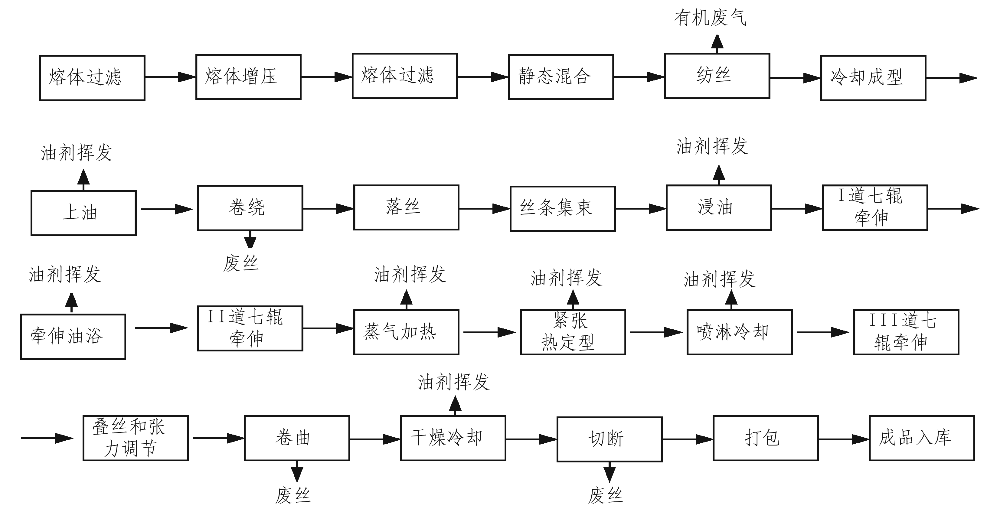 有机废气
熔体过滤
熔体增压
熔体过滤
静态混合
纺丝
冷却成型
油剂挥发
油剂挥发
上油
卷绕
落丝
丝条集束
浸油
I道七辊
牵伸
废丝
油剂挥发
油剂挥发
油剂挥发
油剂挥发
牵伸油浴
II道七辊
牵伸
蒸气加热
紧张
热定型
喷淋冷却
III道七
辊牵伸
油剂挥发
叠丝和张
力调节
卷曲
干燥冷却
切断
打包
成品入库
废丝
废丝